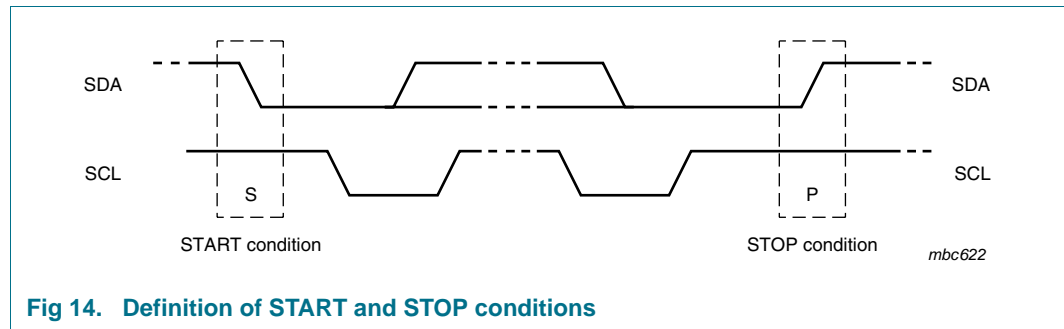 SDA
SDA
SCL
SCL
S
P
START condition
STOP condition
mbc622
Fig 14. Definition of START and STOP conditions